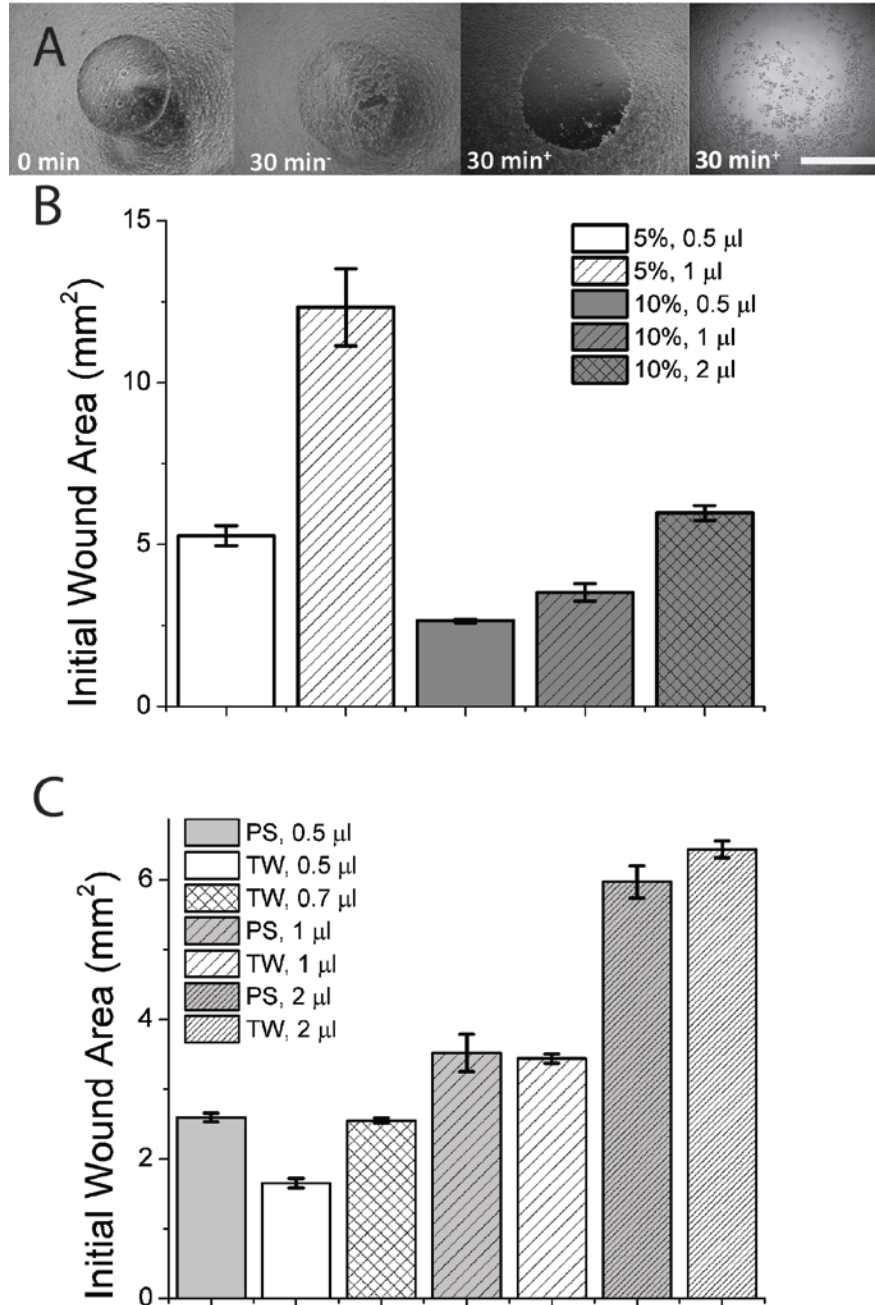 A
0 min
30 min⁻
30 min⁺
30 min⁺
B
Initial Wound Area (mm²)
15
10
5
0
5%, 0.5 µl
5%, 1 µl
10%, 0.5 µl
10%, 1 µl
10%, 2 µl
C
Initial Wound Area (mm²)
6
4
2
0
PS, 0.5 µl
TW, 0.5 µl
TW, 0.7 µl
PS, 1 µl
TW, 1 µl
PS, 2 µl
TW, 2 µl